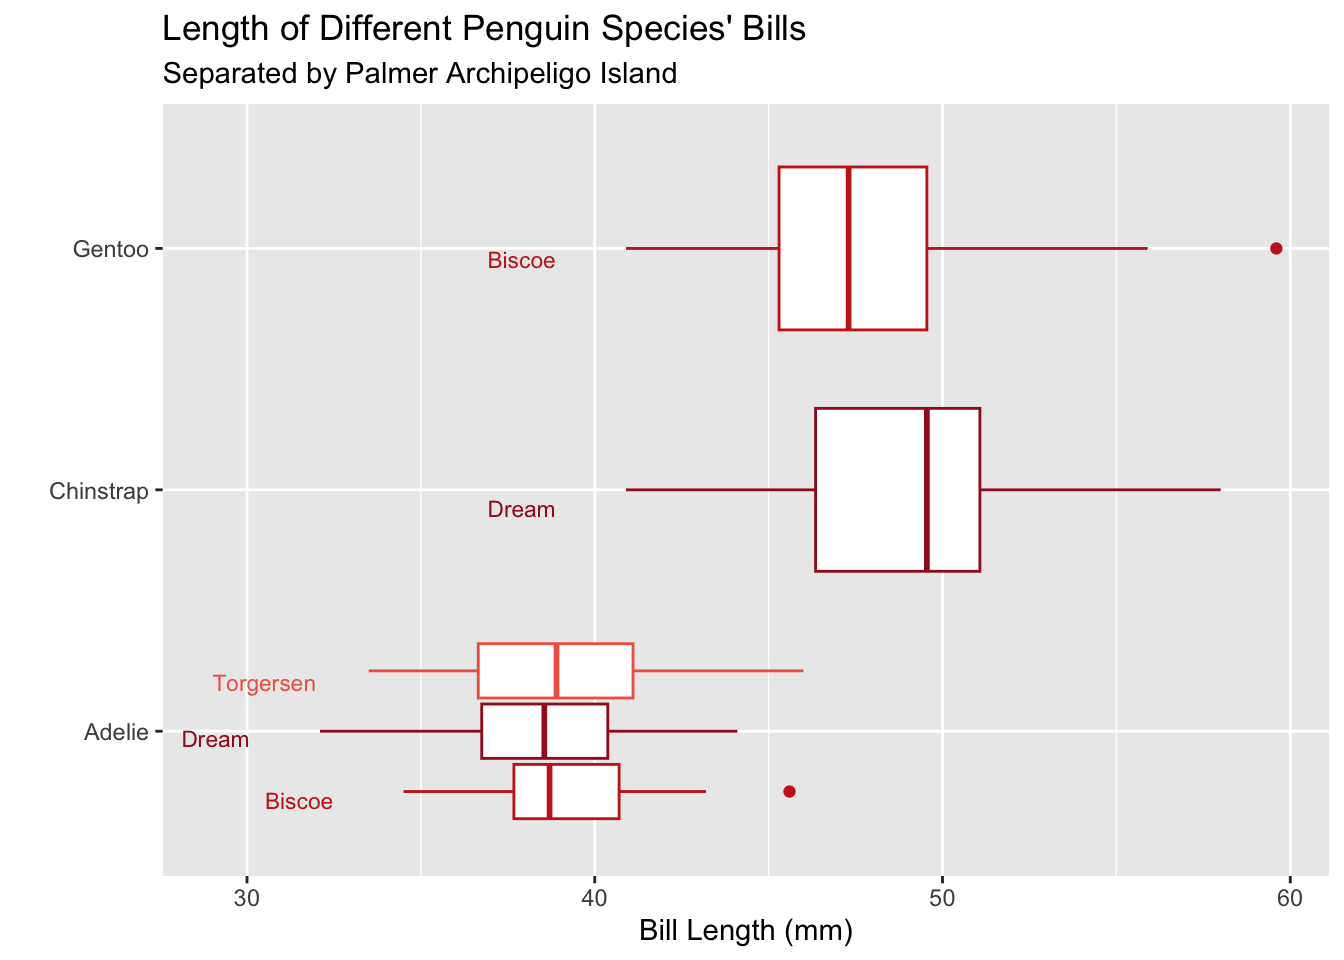 Length of Different Penguin Species' Bills
Separated by Palmer Archipeligo Island
Gentoo
Biscoe
Chinstrap
Dream
Torgersen
Adelie
Dream
Biscoe
30 40 50 60
Bill Length (mm)